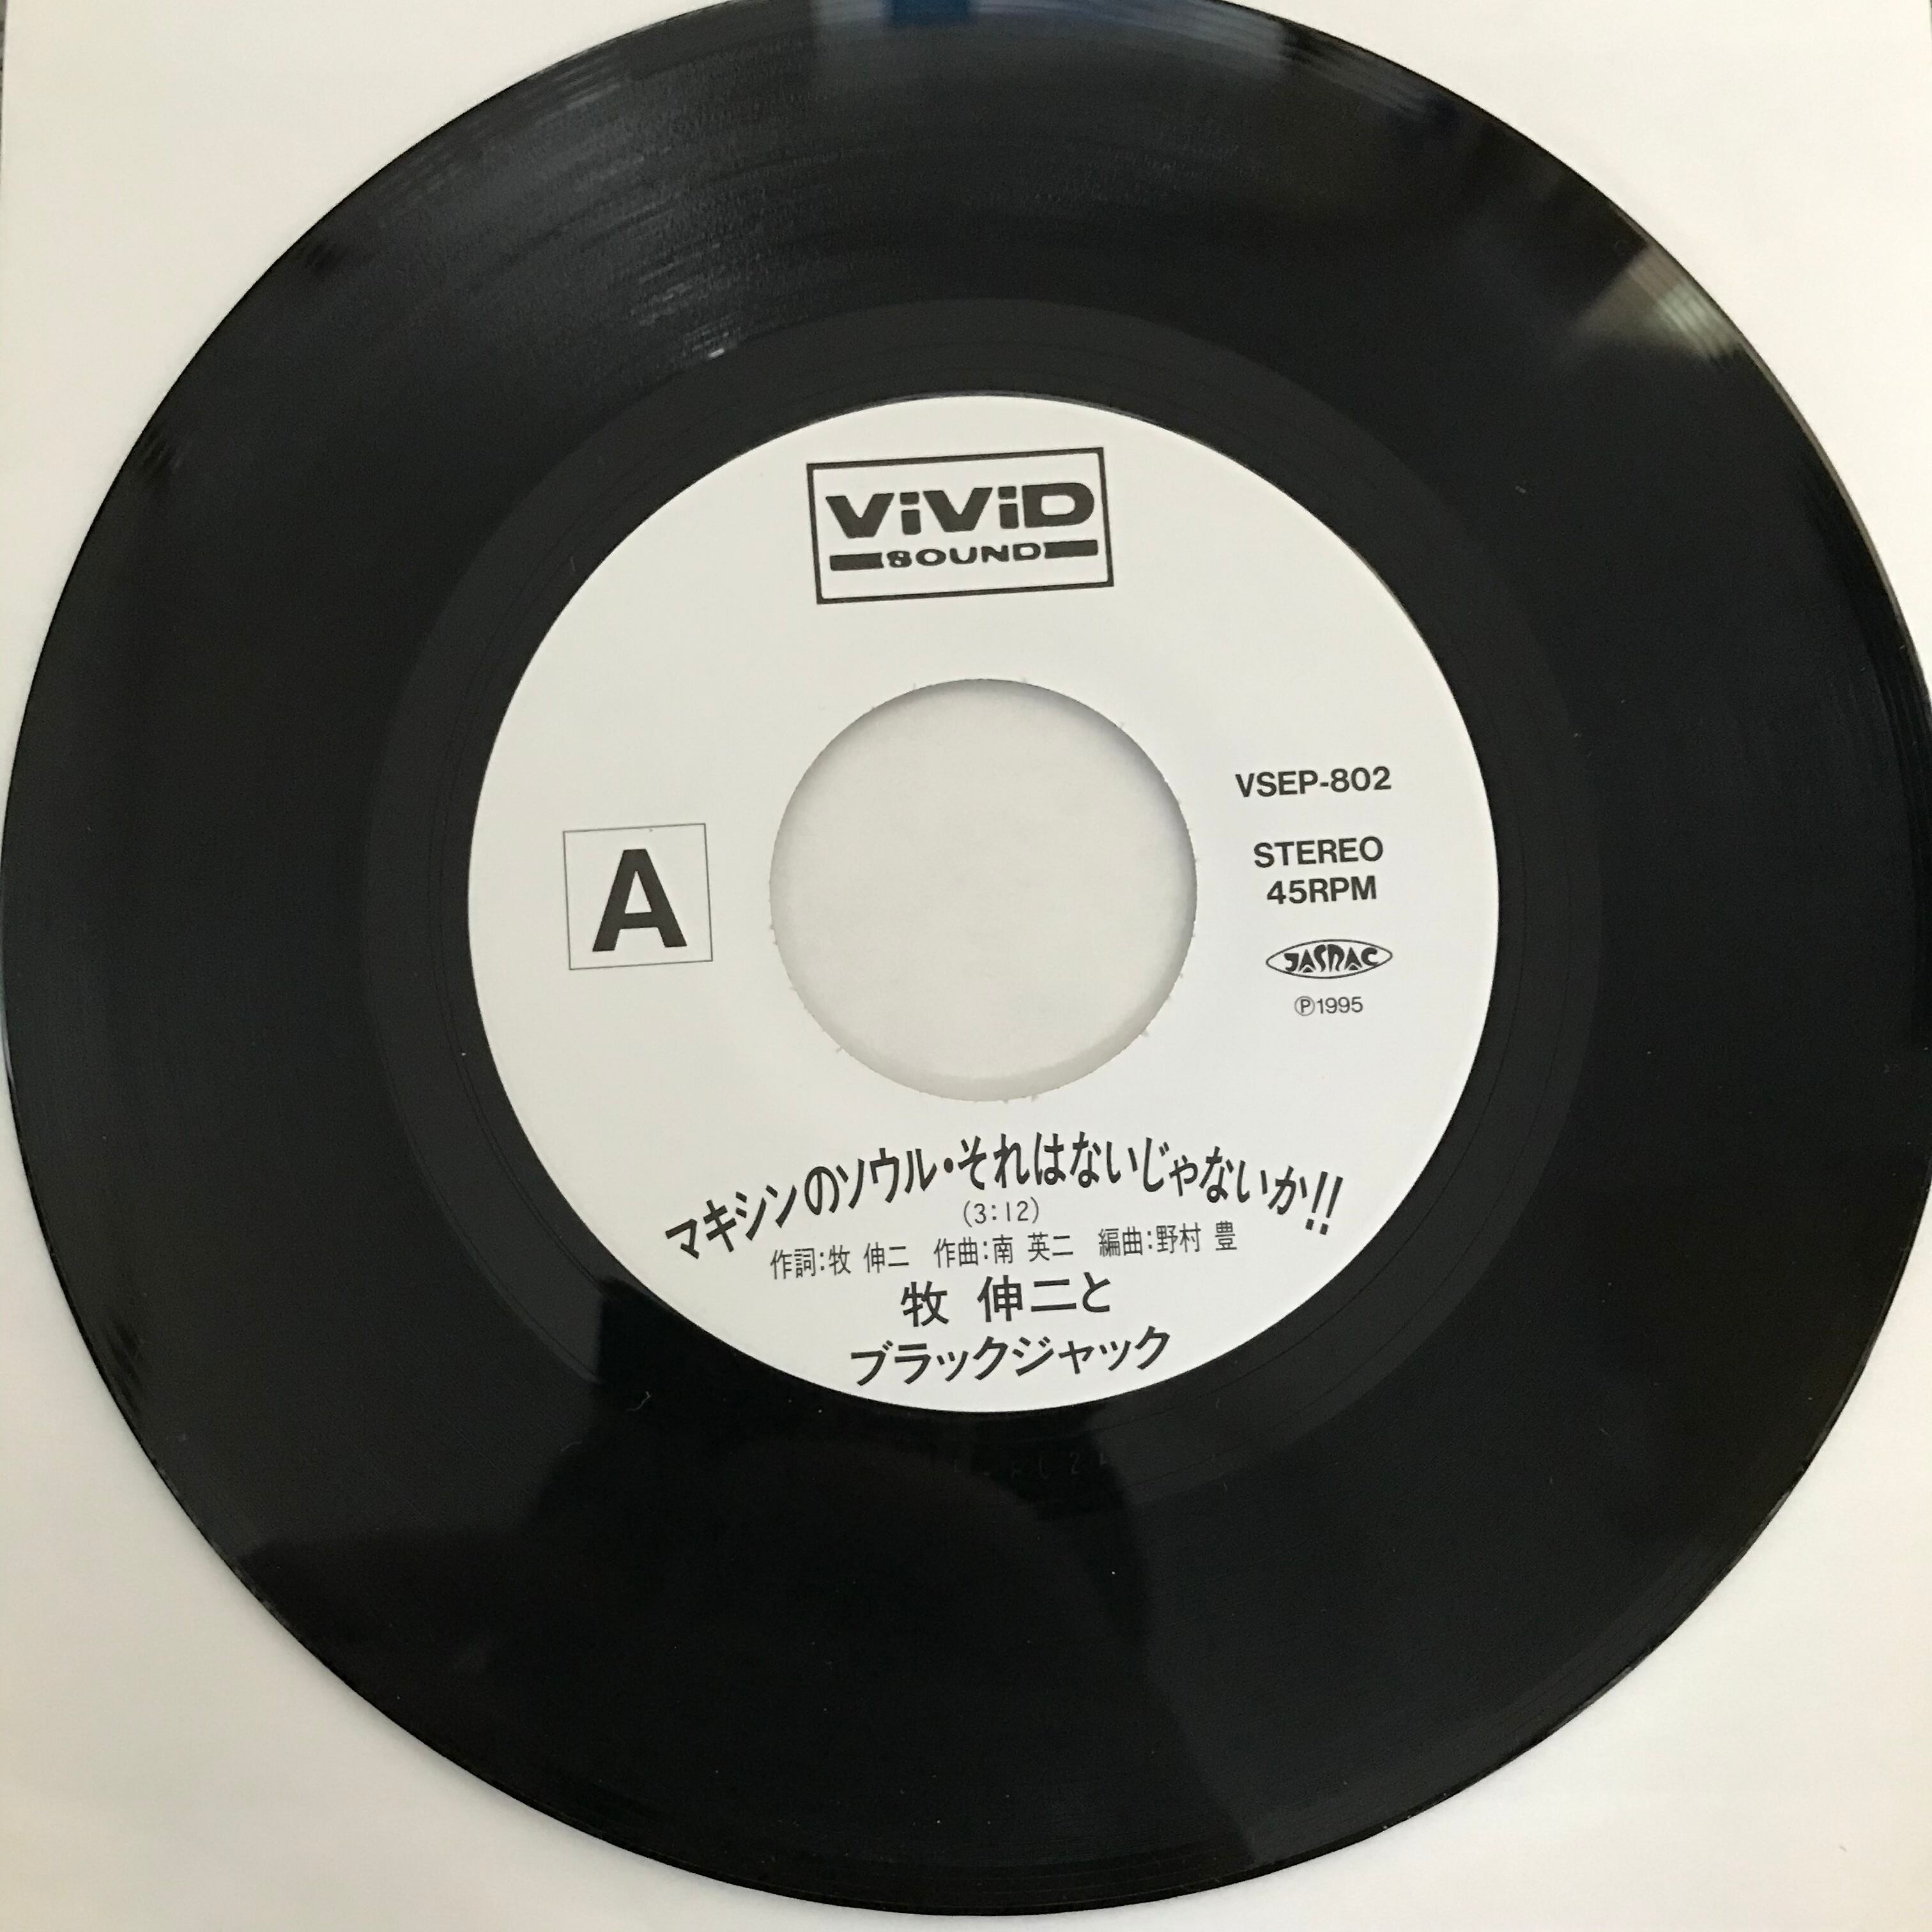 ViViD
SOUND
A
VSEP-802
STEREO
45RPM
JASRAC
Ⓟ1995
マキシンのソウル・それはないじゃないか!!
(3:12)
作詞:牧 伸二 作曲:南 英二 編曲:野村 豊
牧 伸二と
ブラックジャック